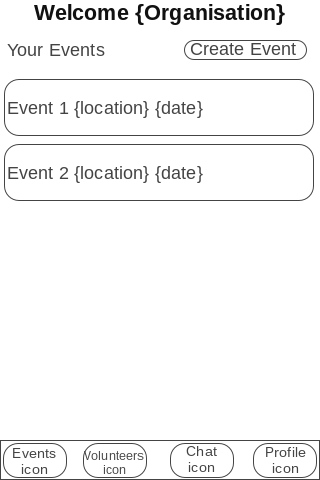 Welcome {Organisation}
Your Events
Create Event
Event 1 {location} {date}
Event 2 {location} {date}
Events
icon
Volunteers
icon
Chat
icon
Profile
icon